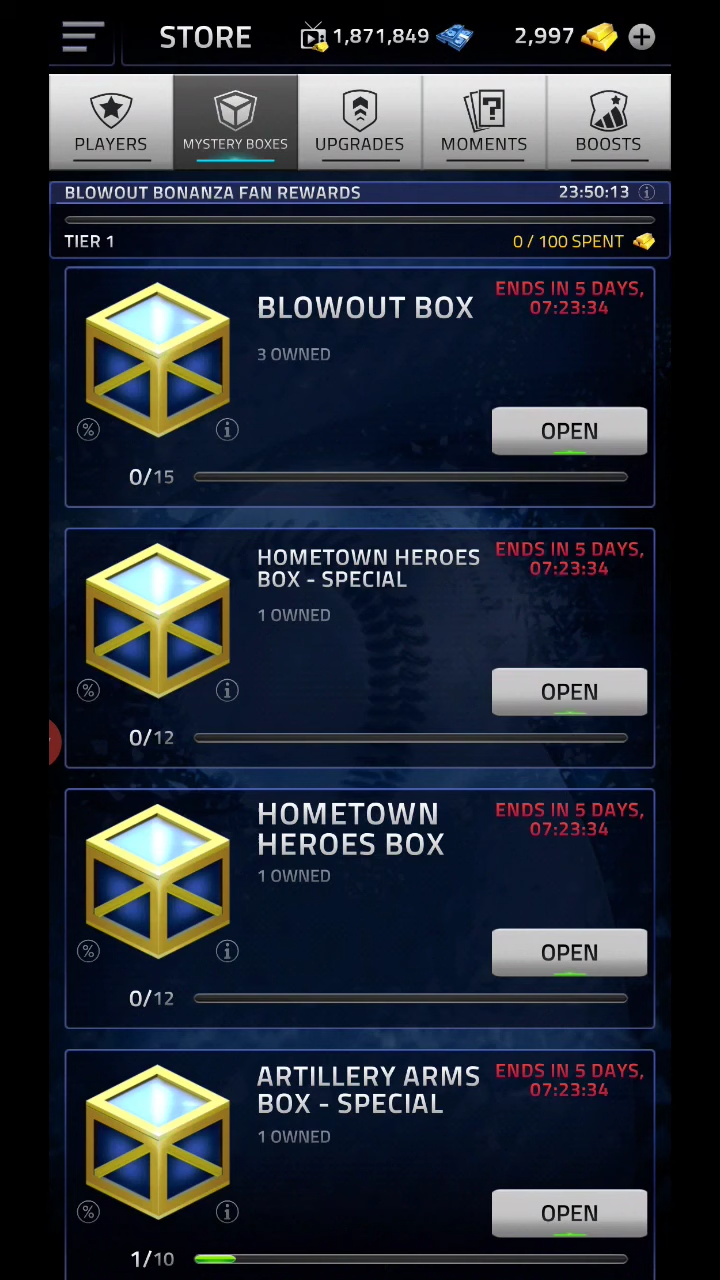 STORE 1,871,849 2,997
PLAYERS MYSTERY BOXES UPGRADES MOMENTS BOOSTS
BLOWOUT BONANZA FAN REWARDS 23:50:13
TIER 1 0 / 100 SPENT
BLOWOUT BOX
ENDS IN 5 DAYS,
07:23:34
3 OWNED
OPEN
0/15
HOMETOWN HEROES
BOX - SPECIAL
ENDS IN 5 DAYS,
07:23:34
1 OWNED
OPEN
0/12
HOMETOWN
HEROES BOX
ENDS IN 5 DAYS,
07:23:34
1 OWNED
OPEN
0/12
ARTILLERY ARMS
BOX - SPECIAL
ENDS IN 5 DAYS,
07:23:34
1 OWNED
OPEN
1/10